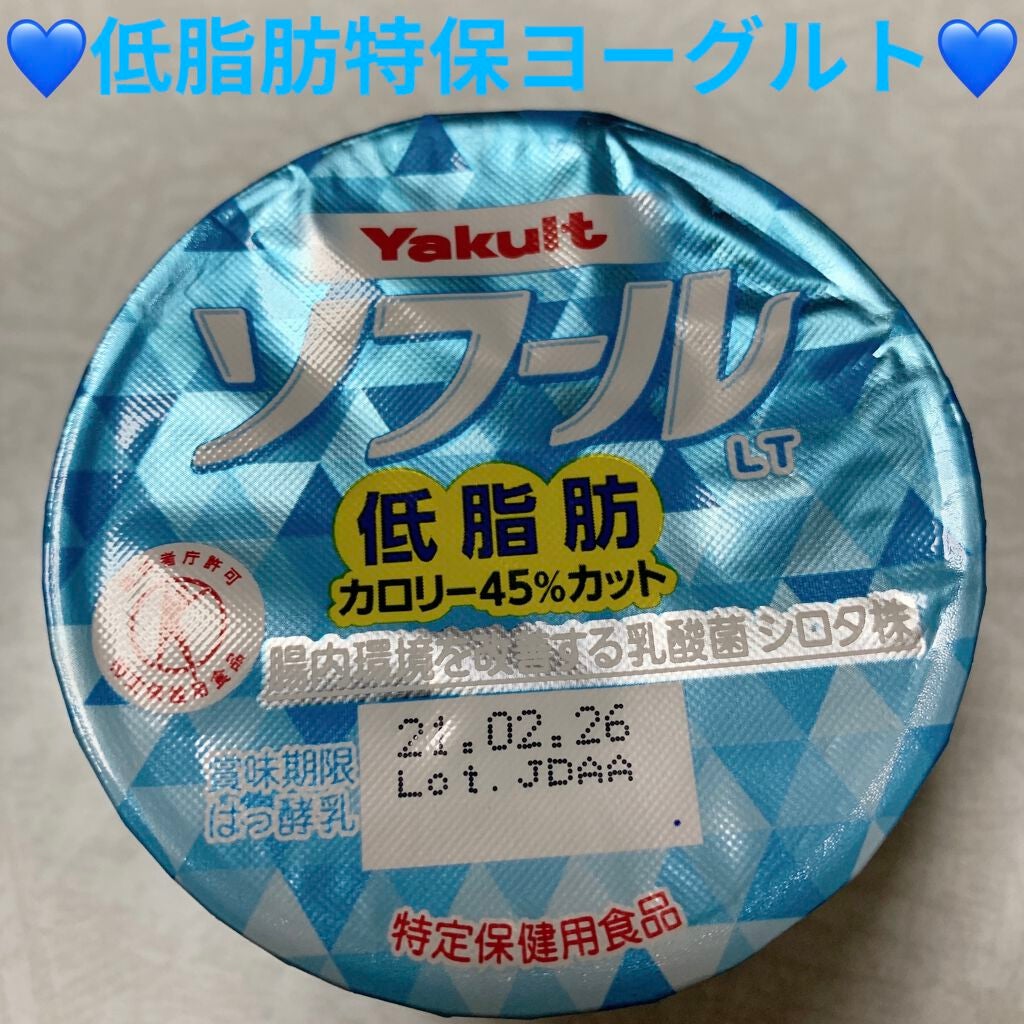 💙低脂肪特保ヨーグルト💙
Yakult
ソフール
LT
低脂肪
カロリー45%カット
腸内環境を改善する乳酸菌 シロタ株
賞味期限
はっ酵乳
21.02.26
Lot.JDAA
特定保健用食品